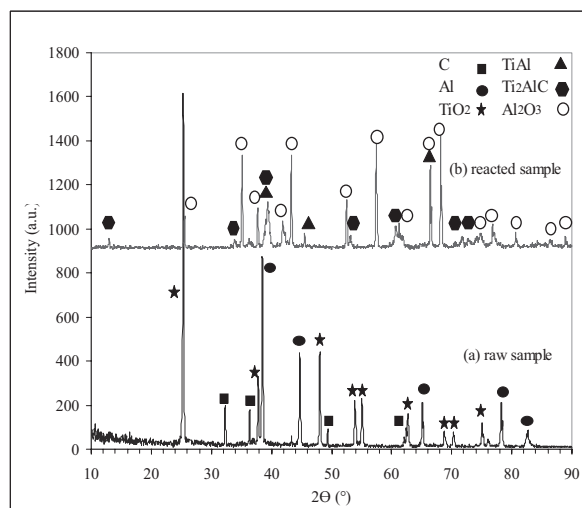 1800
1600
1400
1200
1000
800
600
400
200
0
Intensity (a.u.)
C TiAl
Al Ti2AlC
TiO2 Al2O3
(b) reacted sample
(a) raw sample
10 20 30 40 50 60 70 80 90
2Θ (°)